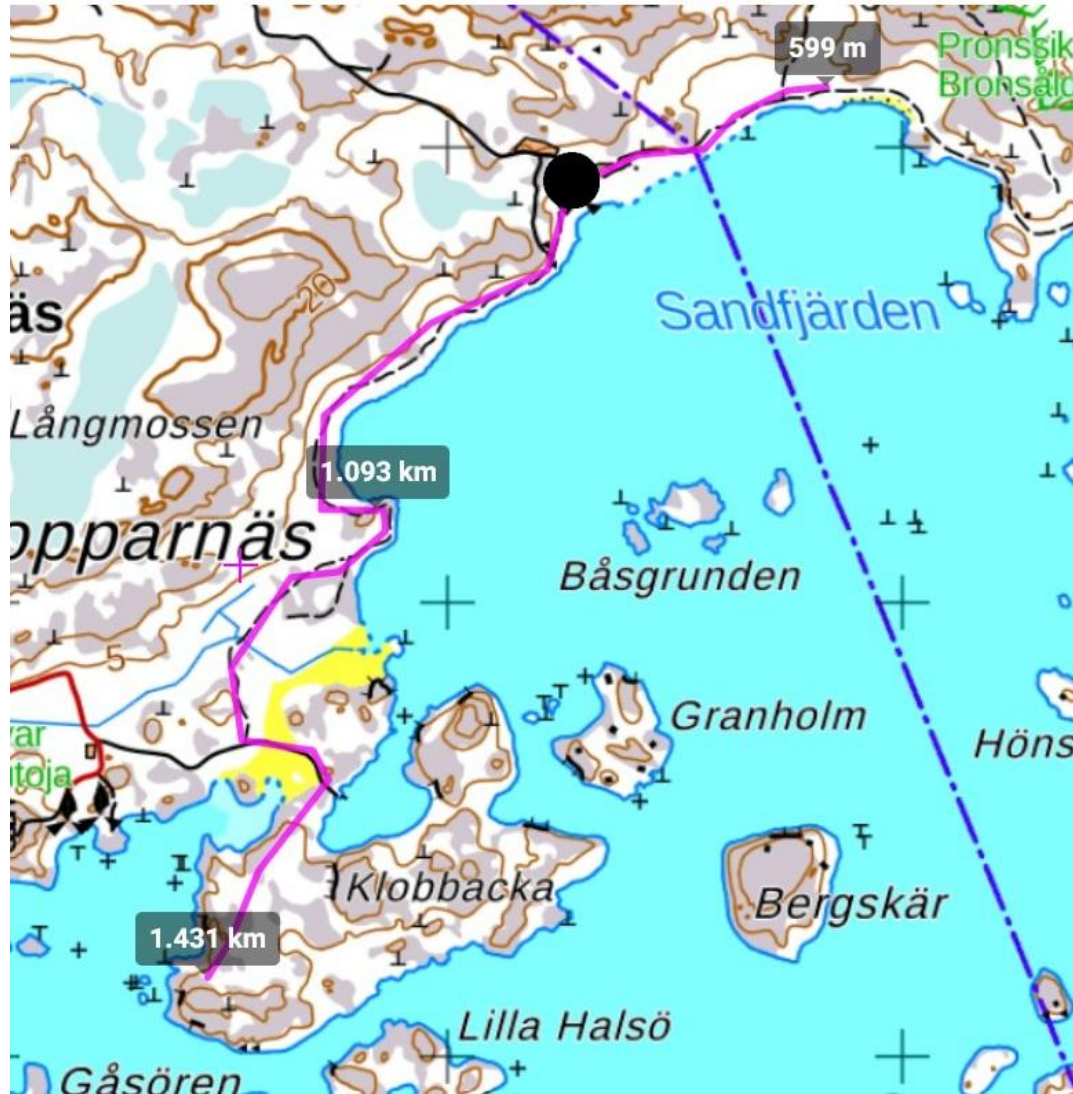 599 m
Pronssik
Bronsåld
Sandfjärden
20
äs
Långmossen
1.093 km
opparnäs
Båsgrunden
5
Granholm
var
Höns
utoja
Klobbacka
Bergskär
1.431 km
Lilla Halsö
Gåsören